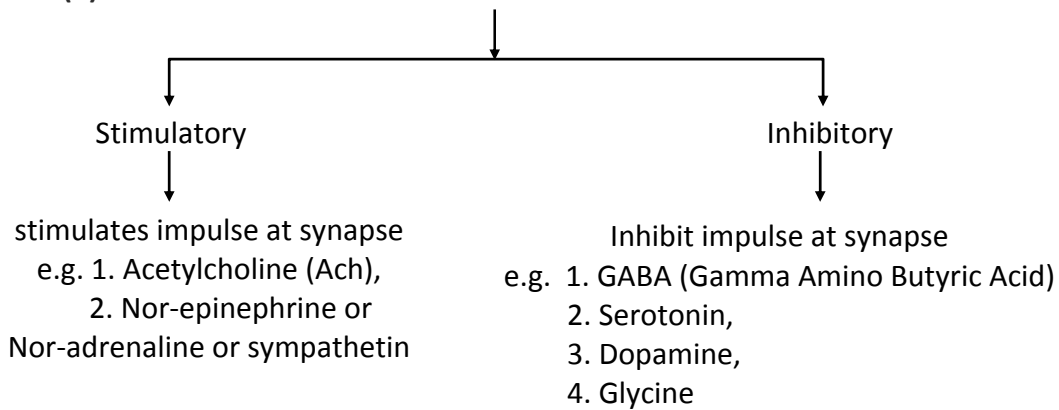 Stimulatory
Inhibitory
stimulates impulse at synapse
e.g. 1. Acetylcholine (Ach),
2. Nor-epinephrine or
Nor-adrenaline or sympathetin
Inhibit impulse at synapse
e.g. 1. GABA (Gamma Amino Butyric Acid)
2. Serotonin,
3. Dopamine,
4. Glycine